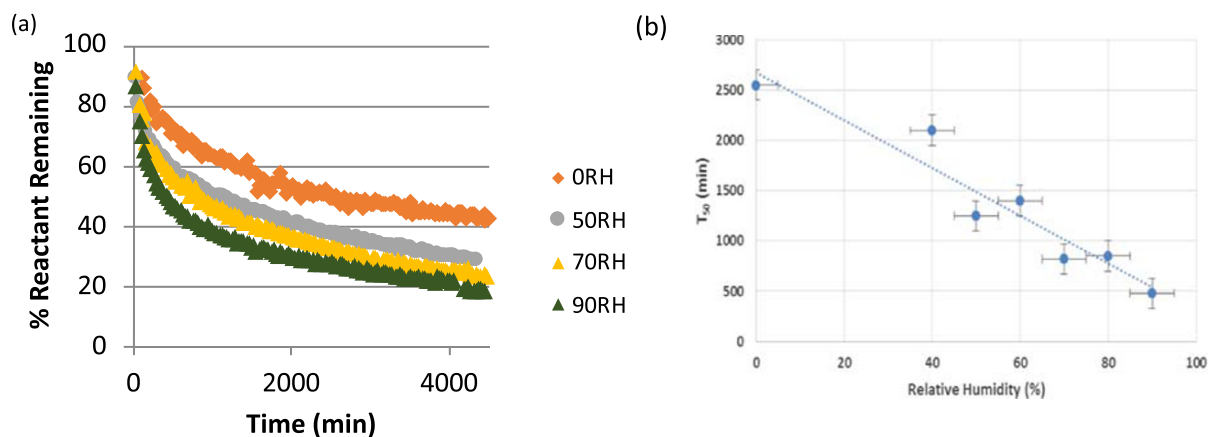 (a)
100
80
60
40
20
0
% Reactant Remaining
0
2000
4000
Time (min)
0RH
50RH
70RH
90RH
(b)
3000
2500
2000
1500
1000
500
0
T50 (min)
0
20
40
60
80
100
Relative Humidity (%)